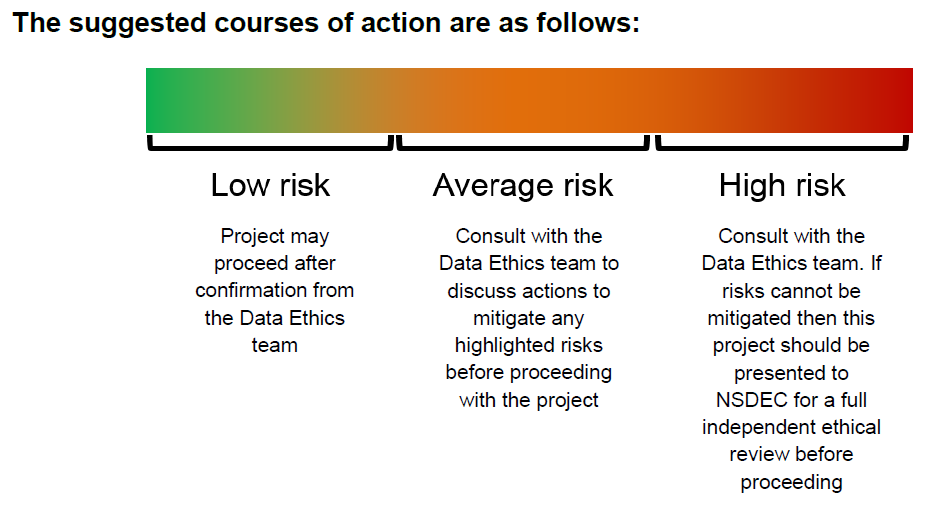 The suggested courses of action are as follows:
Low risk
Project may
proceed after
confirmation from
the Data Ethics
team
Average risk
Consult with the
Data Ethics team to
discuss actions to
mitigate any
highlighted risks
before proceeding
with the project
High risk
Consult with the
Data Ethics team. If
risks cannot be
mitigated then this
project should be
presented to
NSDEC for a full
independent ethical
review before
proceeding